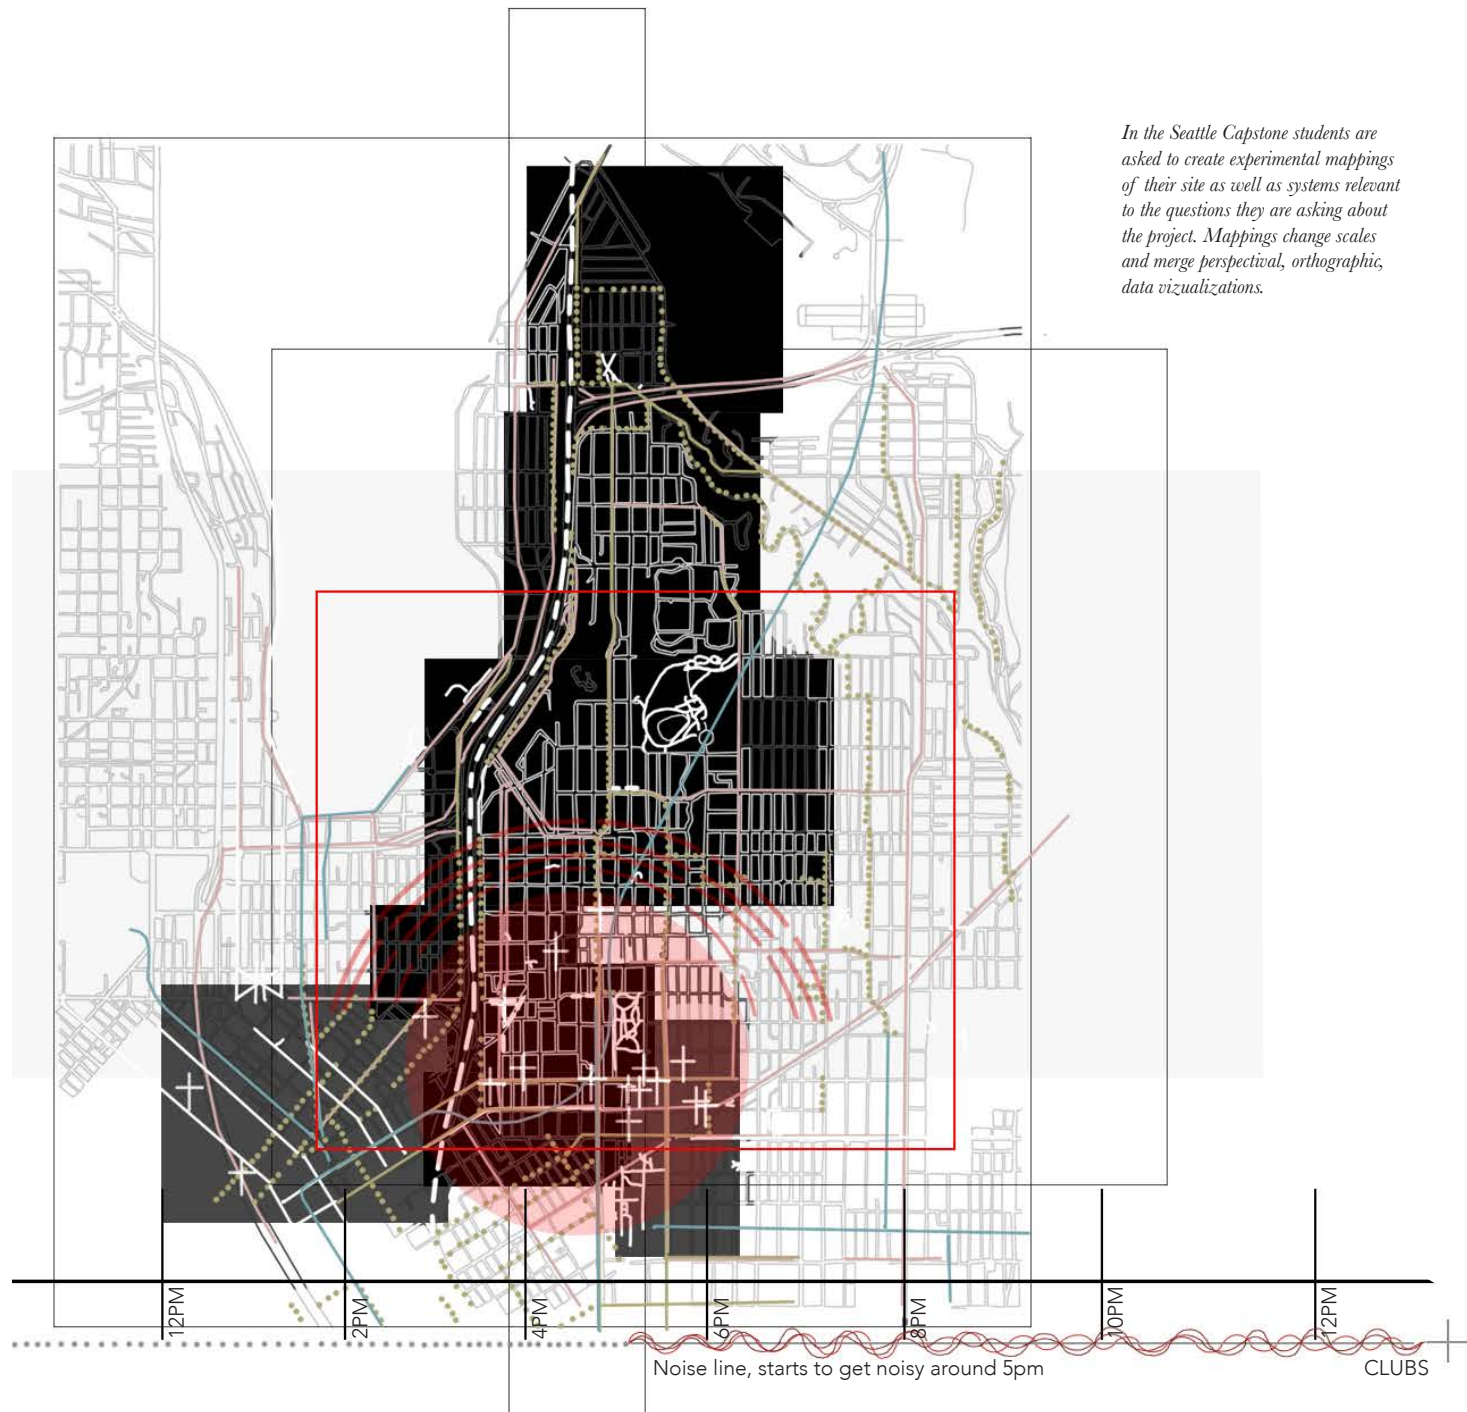 In the Seattle Capstone students are
asked to create experimental mappings
of their site as well as systems relevant
to the questions they are asking about
the project. Mappings change scales
and merge perspectival, orthographic,
data vizualizations.
12PM
2PM
4PM
6PM
8PM
10PM
12PM
Noise line, starts to get noisy around 5pm
CLUBS